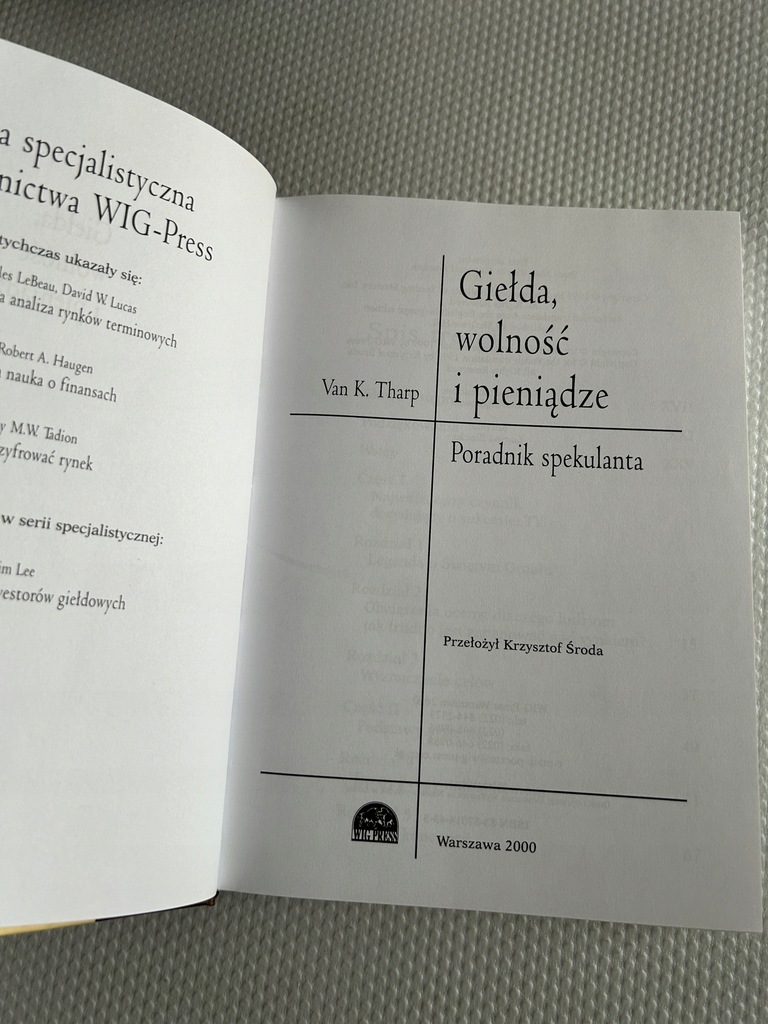 a specjalistyczna
nictwa WIG-Press
tychczas ukazały się:
les LeBeau, David W. Lucas
a analiza rynków terminowych
Robert A. Haugen
nauka o finansach
y M.W. Tadion
zyfrować rynek
w serii specjalistycznej:
im Lee
westorów giełdowych
Van K. Tharp
Giełda,
wolność
i pieniądze
Poradnik spekulanta
Przełożył Krzysztof Środa
WIG-PRESS
Warszawa 2000